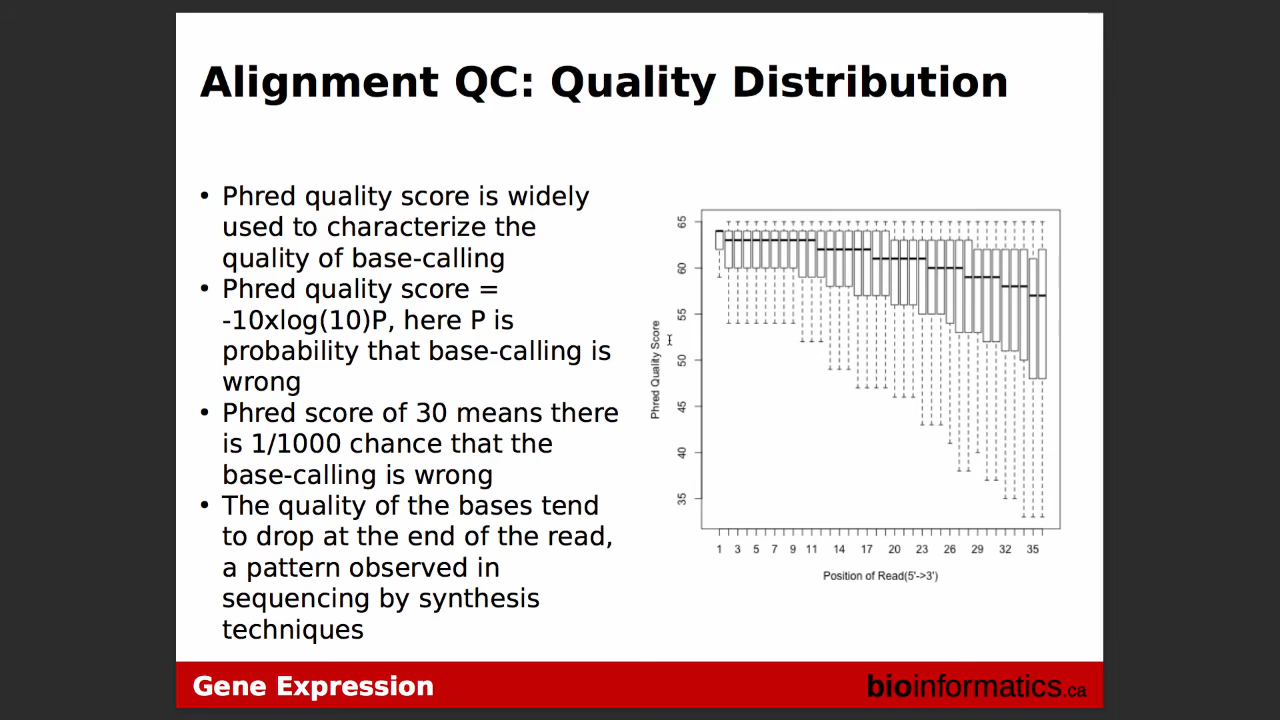 Alignment QC: Quality Distribution
• Phred quality score is widely
used to characterize the
quality of base-calling
• Phred quality score =
-10xlog(10)P, here P is
probability that base-calling is
wrong
• Phred score of 30 means there
is 1/1000 chance that the
base-calling is wrong
• The quality of the bases tend
to drop at the end of the read,
a pattern observed in
sequencing by synthesis
techniques
Phred Quality Score
65
60
55
50
45
40
35
1 3 5 7 9 11 14 17 20 23 26 29 32 35
Position of Read(5'->3')
Gene Expression
bioinformatics.ca